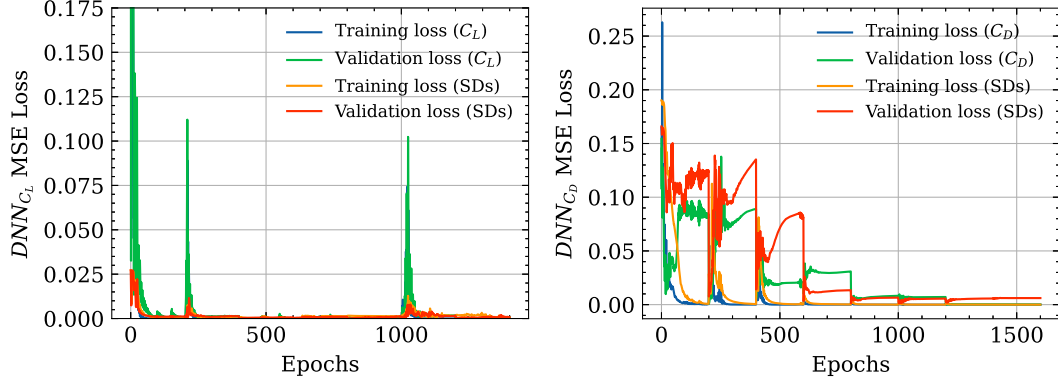 0.175
0.150
0.125
0.100
0.075
0.050
0.025
0.000
DNN_{C_L} MSE Loss
Training loss (C_L)
Validation loss (C_L)
Training loss (SDs)
Validation loss (SDs)
0 500 1000
Epochs
0.25
0.20
0.15
0.10
0.05
0.00
DNN_{C_D} MSE Loss
Training loss (C_D)
Validation loss (C_D)
Training loss (SDs)
Validation loss (SDs)
0 500 1000 1500
Epochs